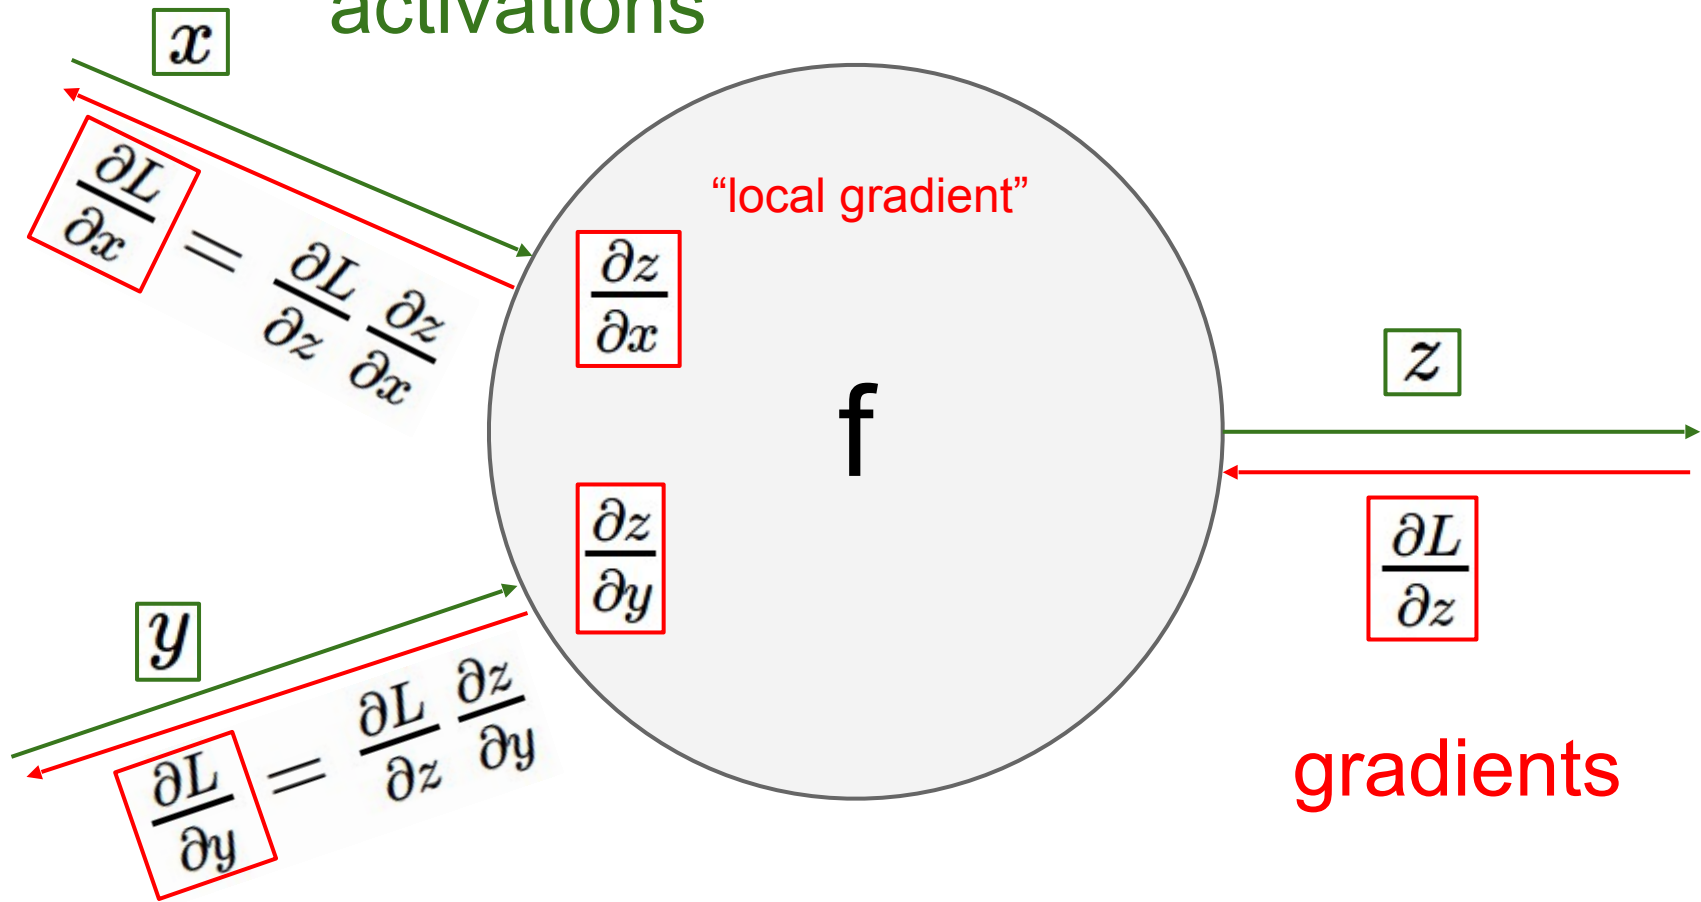 activations
x
∂L/∂x = ∂L/∂z ∂z/∂x
“local gradient”
∂z/∂x
f
z
∂z/∂y
∂L/∂z
y
∂L/∂y = ∂L/∂z ∂z/∂y
gradients